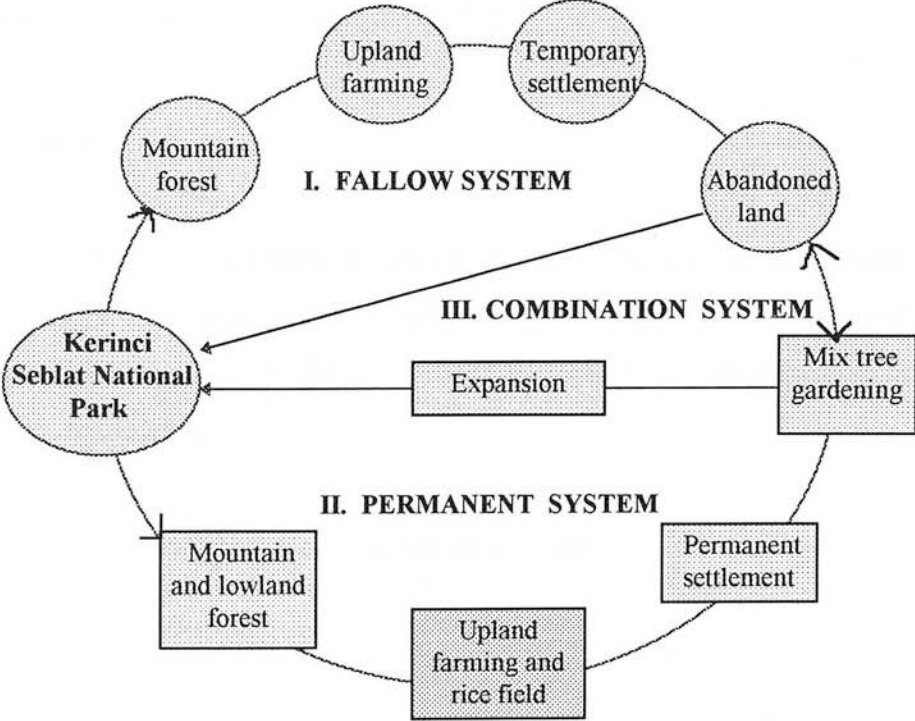 Upland
farming
Temporary
settlement
Mountain
forest
I. FALLOW SYSTEM
Abandoned
land
III. COMBINATION SYSTEM
Kerinci
Seblat National
Park
Expansion
Mix tree
gardening
II. PERMANENT SYSTEM
Mountain
and lowland
forest
Permanent
settlement
Upland
farming and
rice field